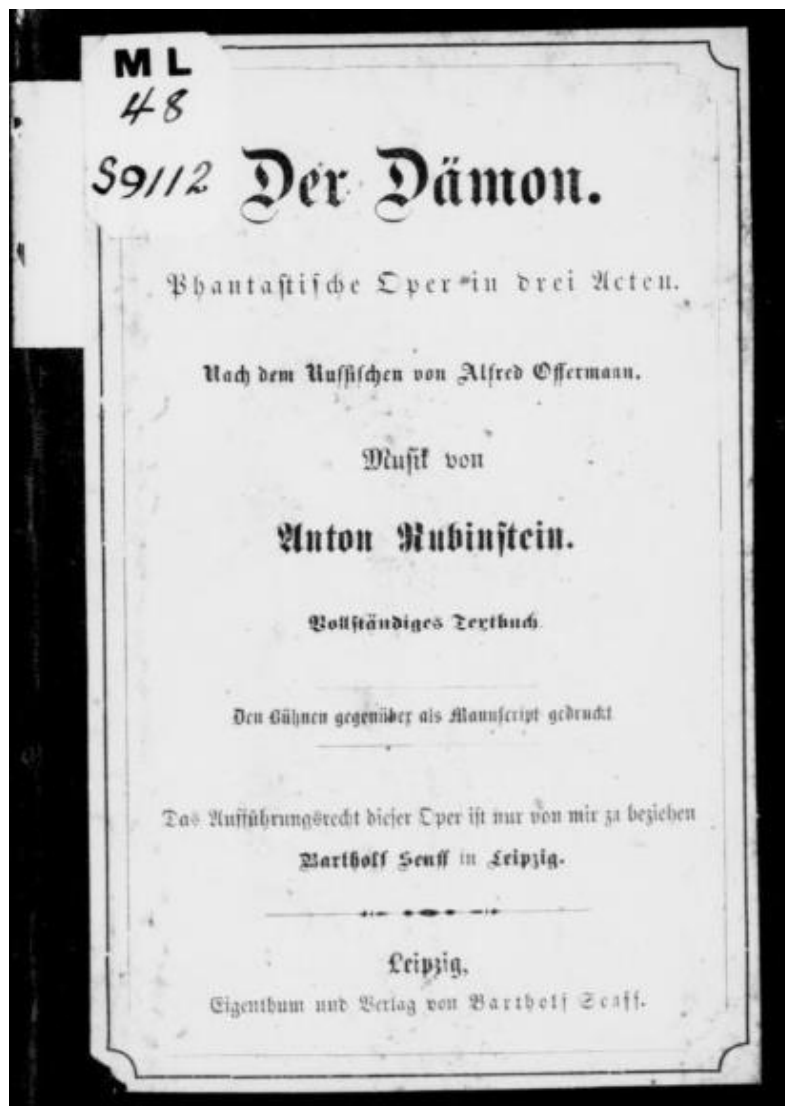 ML
48
S9112
Der Dämon.
Phantastische Oper in drei Acten.
Nach dem Russischen von Alfred Offermann.
Musik von
Anton Rubinstein.
Vollständiges Textbuch
Den Bühnen gegenüber als Manuscript gedruckt
Das Aufführungsrecht dieser Oper ist nur von mir zu beziehen
Bartholf Senff in Leipzig.
Leipzig,
Eigenthum und Verlag von Bartholf Senff.